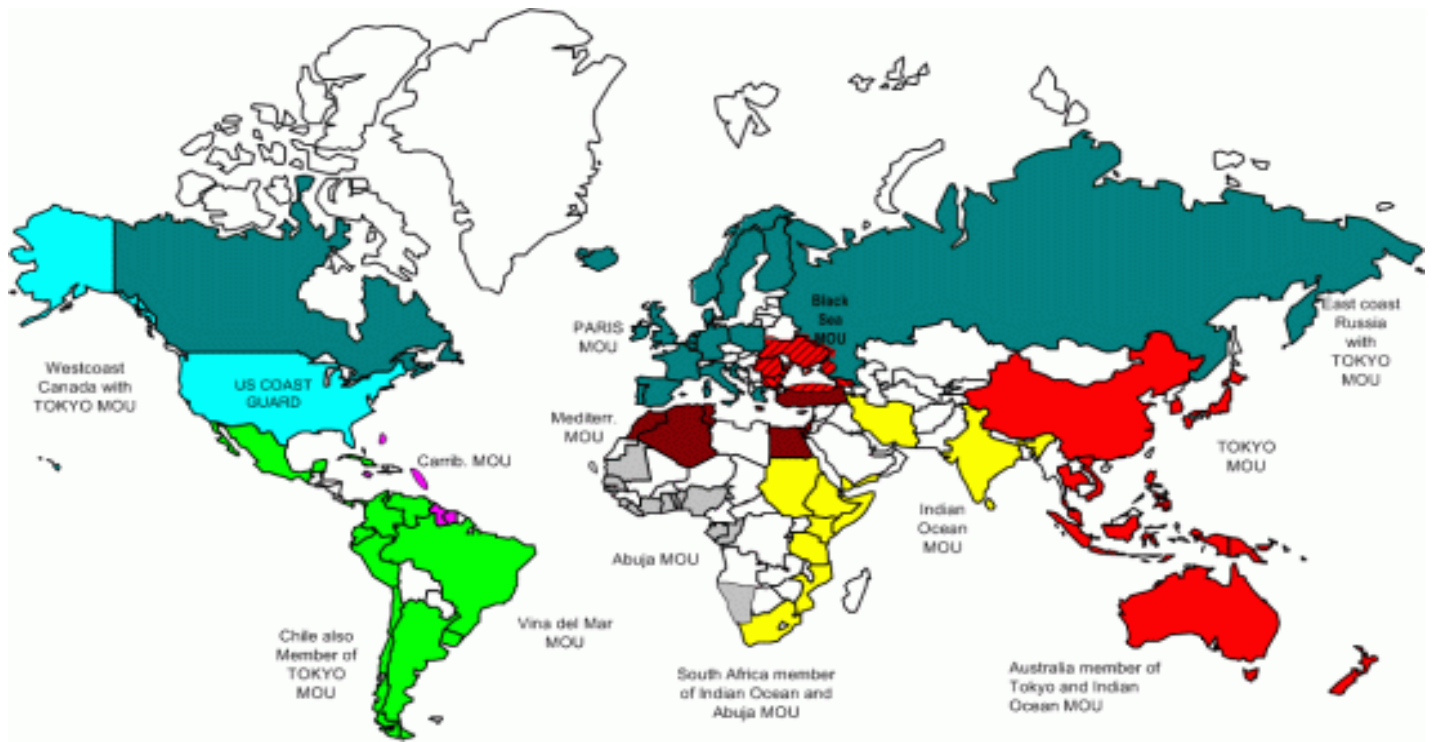 Black
Sea
MOU
PARIS
MOU
East coast
Russia
with
TOKYO
MOU
Westcoast
Canada with
TOKYO MOU
US COAST
GUARD
Mediterr.
MOU
Carrib. MOU
TOKYO
MOU
Indian
Ocean
MOU
Abuja MOU
Vina del Mar
MOU
Chile also
Member of
TOKYO
MOU
South Africa member
of Indian Ocean and
Abuja MOU
Australia member of
Tokyo and Indian
Ocean MOU